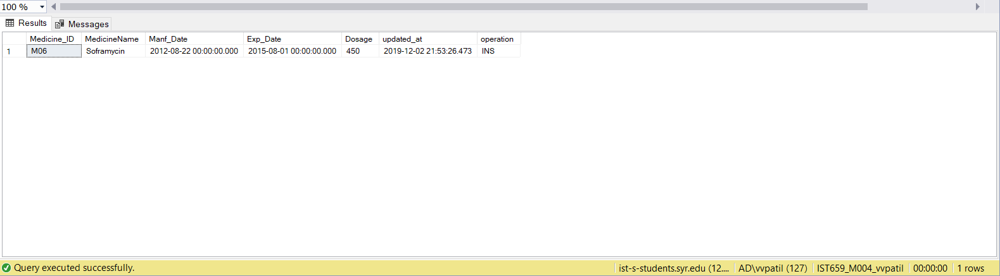 100 %
Results Messages
Medicine_ID MedicineName Manf_Date Exp_Date Dosage updated_at operation
1 M06 Soframycin 2012-08-22 00:00:00.000 2015-08-01 00:00:00.000 450 2019-12-02 21:53:26.473 INS
Query executed successfully. ist-s-students.syr.edu (12.... AD\vvpatil (127) IST659_M004_vvpatil 00:00:00 1 rows